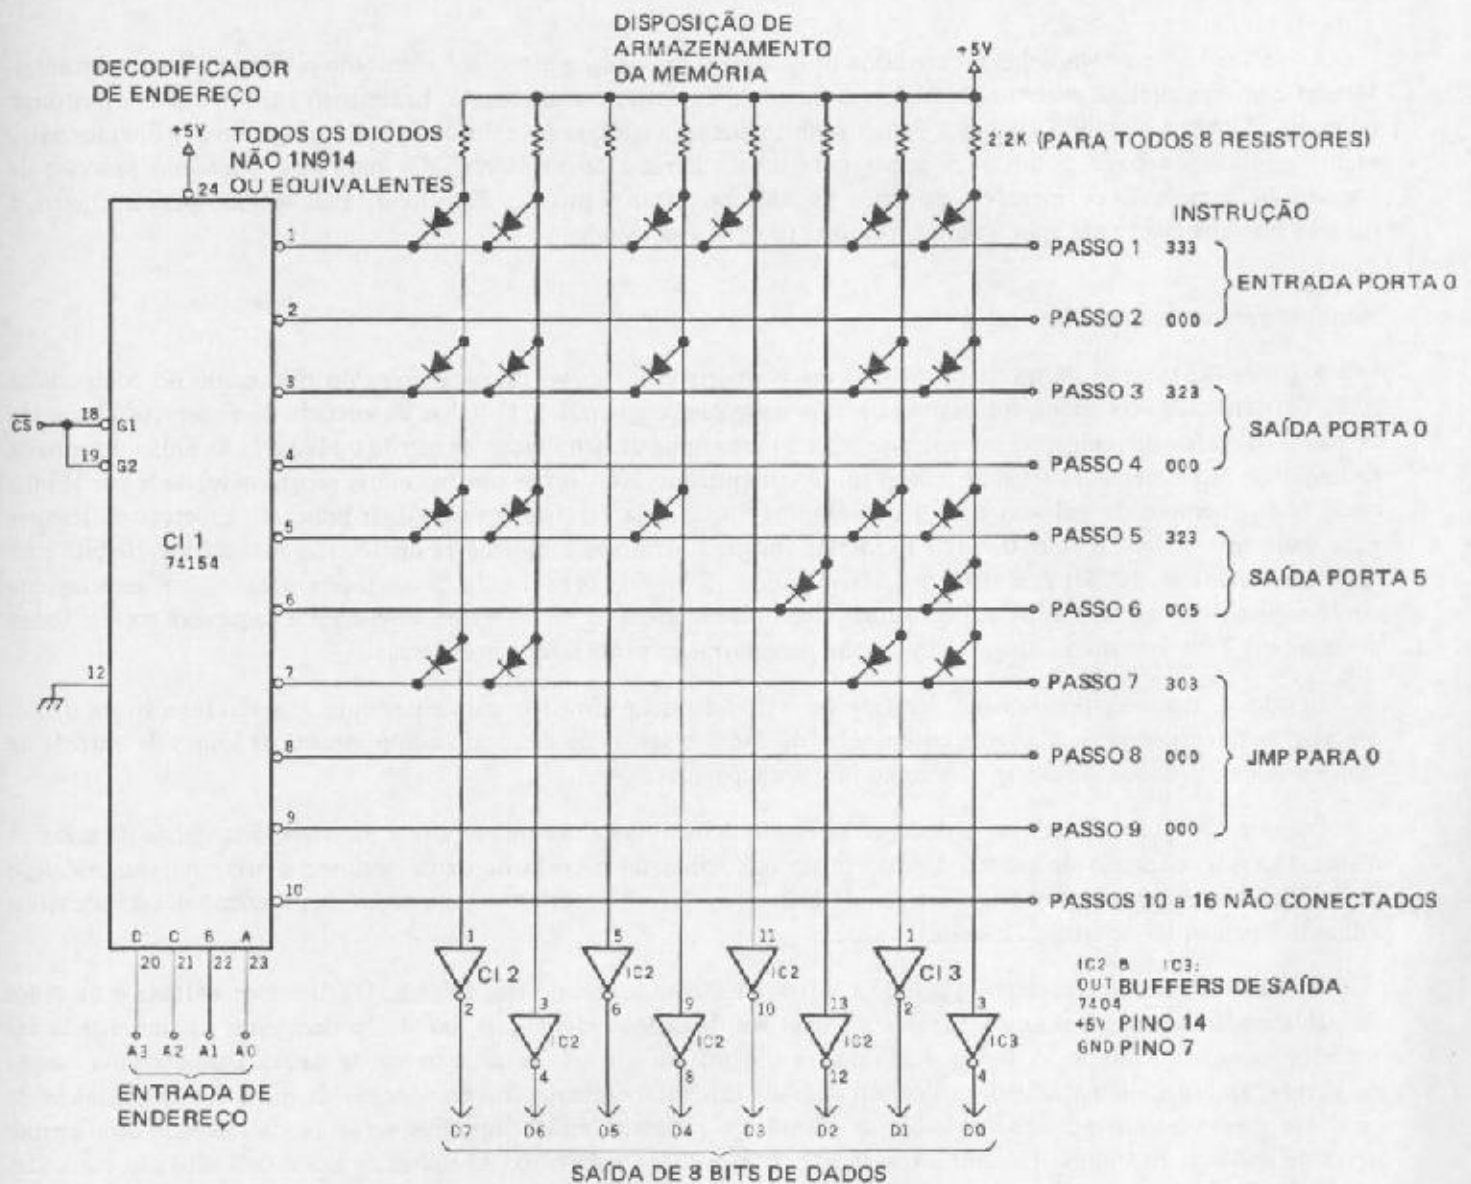 DISPOSIÇÃO DE
ARMAZENAMENTO
DA MEMÓRIA
+5V
DECODIFICADOR
DE ENDEREÇO
+5V
TODOS OS DIODOS
NÃO 1N914
OU EQUIVALENTES
24
2.2K (PARA TODOS 8 RESISTORES)
INSTRUÇÃO
1
PASSO 1 333
ENTRADA PORTA 0
2
PASSO 2 000
3
PASSO 3 323
SAÍDA PORTA 0
CS
18
G1
19
G2
4
PASSO 4 000
5
PASSO 5 323
SAÍDA PORTA 5
CI 1
74154
6
PASSO 6 005
12
7
PASSO 7 303
JMP PARA 0
8
PASSO 8 000
9
PASSO 9 000
10
PASSOS 10 a 16 NÃO CONECTADOS
D C B A
20 21 22 23
A3 A2 A1 A0
ENTRADA DE
ENDEREÇO
1 CI 2 2
3 IC2 4
5 IC2 6
9 IC2 8
11 IC2 10
13 IC2 12
1 CI 3 2
3 IC3 4
IC2 B IC3:
OUT BUFFERS DE SAÍDA
7404
+5V PINO 14
GND PINO 7
D7 D6 D5 D4 D3 D2 D1 D0
SAÍDA DE 8 BITS DE DADOS